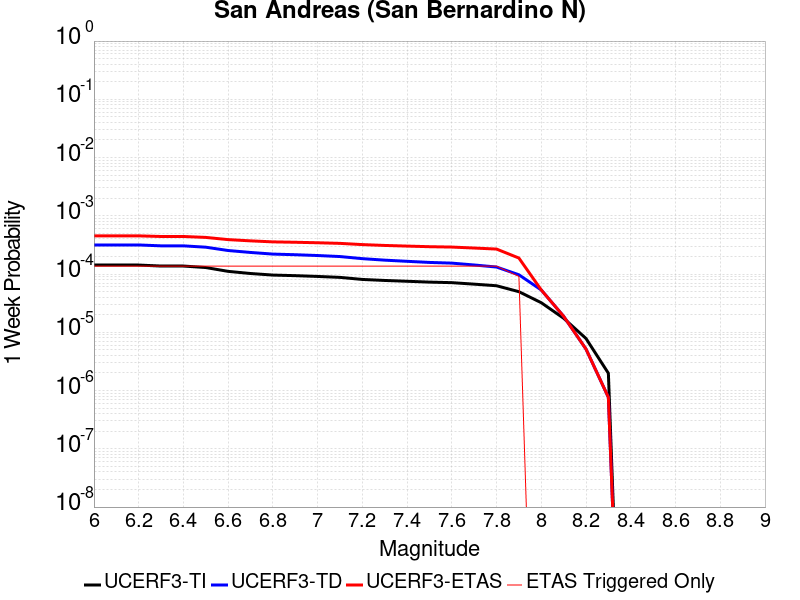 San Andreas (San Bernardino N)
10^0
10^-1
10^-2
10^-3
10^-4
10^-5
10^-6
10^-7
10^-8
1 Week Probability
6 6.2 6.4 6.6 6.8 7 7.2 7.4 7.6 7.8 8 8.2 8.4 8.6 8.8 9
Magnitude
UCERF3-TI UCERF3-TD UCERF3-ETAS ETAS Triggered Only